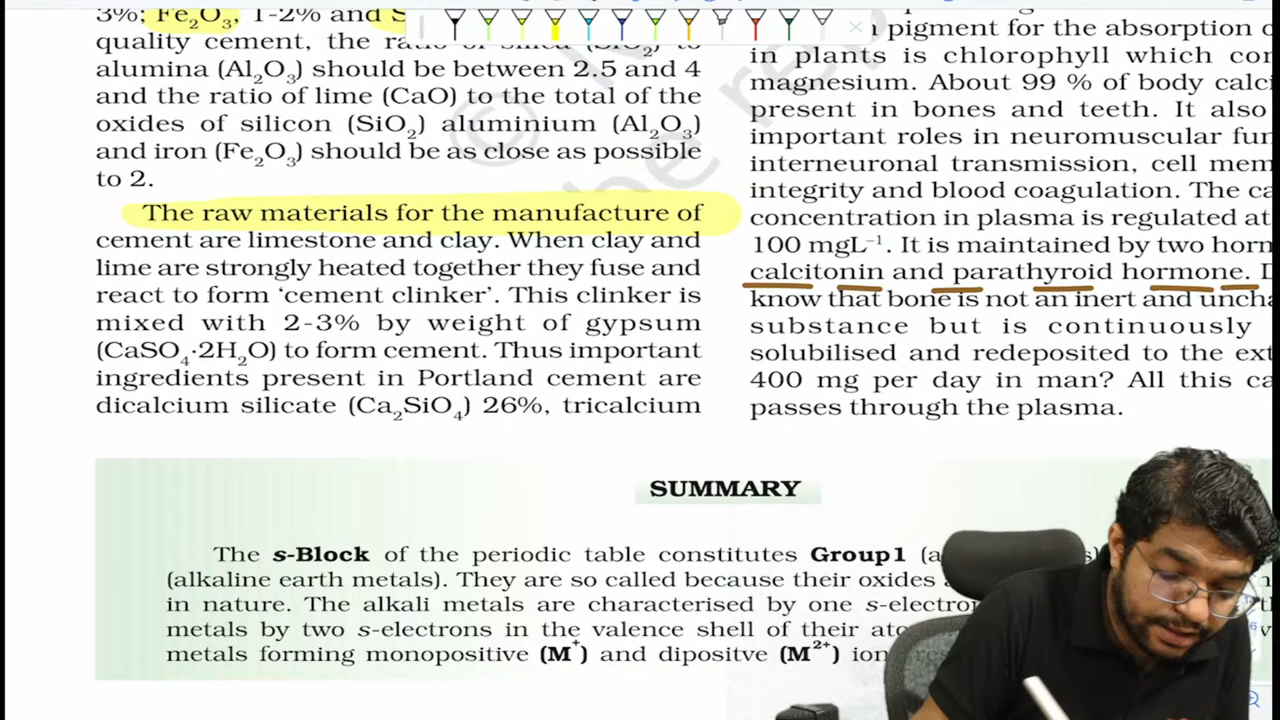 3%; Fe₂O₃, 1-2% and S
quality cement, the ratio of silica (SiO₂) to
alumina (Al₂O₃) should be between 2.5 and 4
and the ratio of lime (CaO) to the total of the
oxides of silicon (SiO₂) aluminium (Al₂O₃)
and iron (Fe₂O₃) should be as close as possible
to 2.
The raw materials for the manufacture of
cement are limestone and clay. When clay and
lime are strongly heated together they fuse and
react to form ‘cement clinker’. This clinker is
mixed with 2-3% by weight of gypsum
(CaSO₄·2H₂O) to form cement. Thus important
ingredients present in Portland cement are
dicalcium silicate (Ca₂SiO₄) 26%, tricalcium
pigment for the absorption o
in plants is chlorophyll which con
magnesium. About 99 % of body calci
present in bones and teeth. It also
important roles in neuromuscular fun
interneuronal transmission, cell mem
integrity and blood coagulation. The ca
concentration in plasma is regulated at
100 mgL⁻¹. It is maintained by two horm
calcitonin and parathyroid hormone. D
know that bone is not an inert and uncha
substance but is continuously
solubilised and redeposited to the ext
400 mg per day in man? All this ca
passes through the plasma.
SUMMARY
The s-Block of the periodic table constitutes Group1 (a
(alkaline earth metals). They are so called because their oxides a
in nature. The alkali metals are characterised by one s-electron
metals by two s-electrons in the valence shell of their ato
metals forming monopositive (M⁺) and dipositve (M²⁺) ion